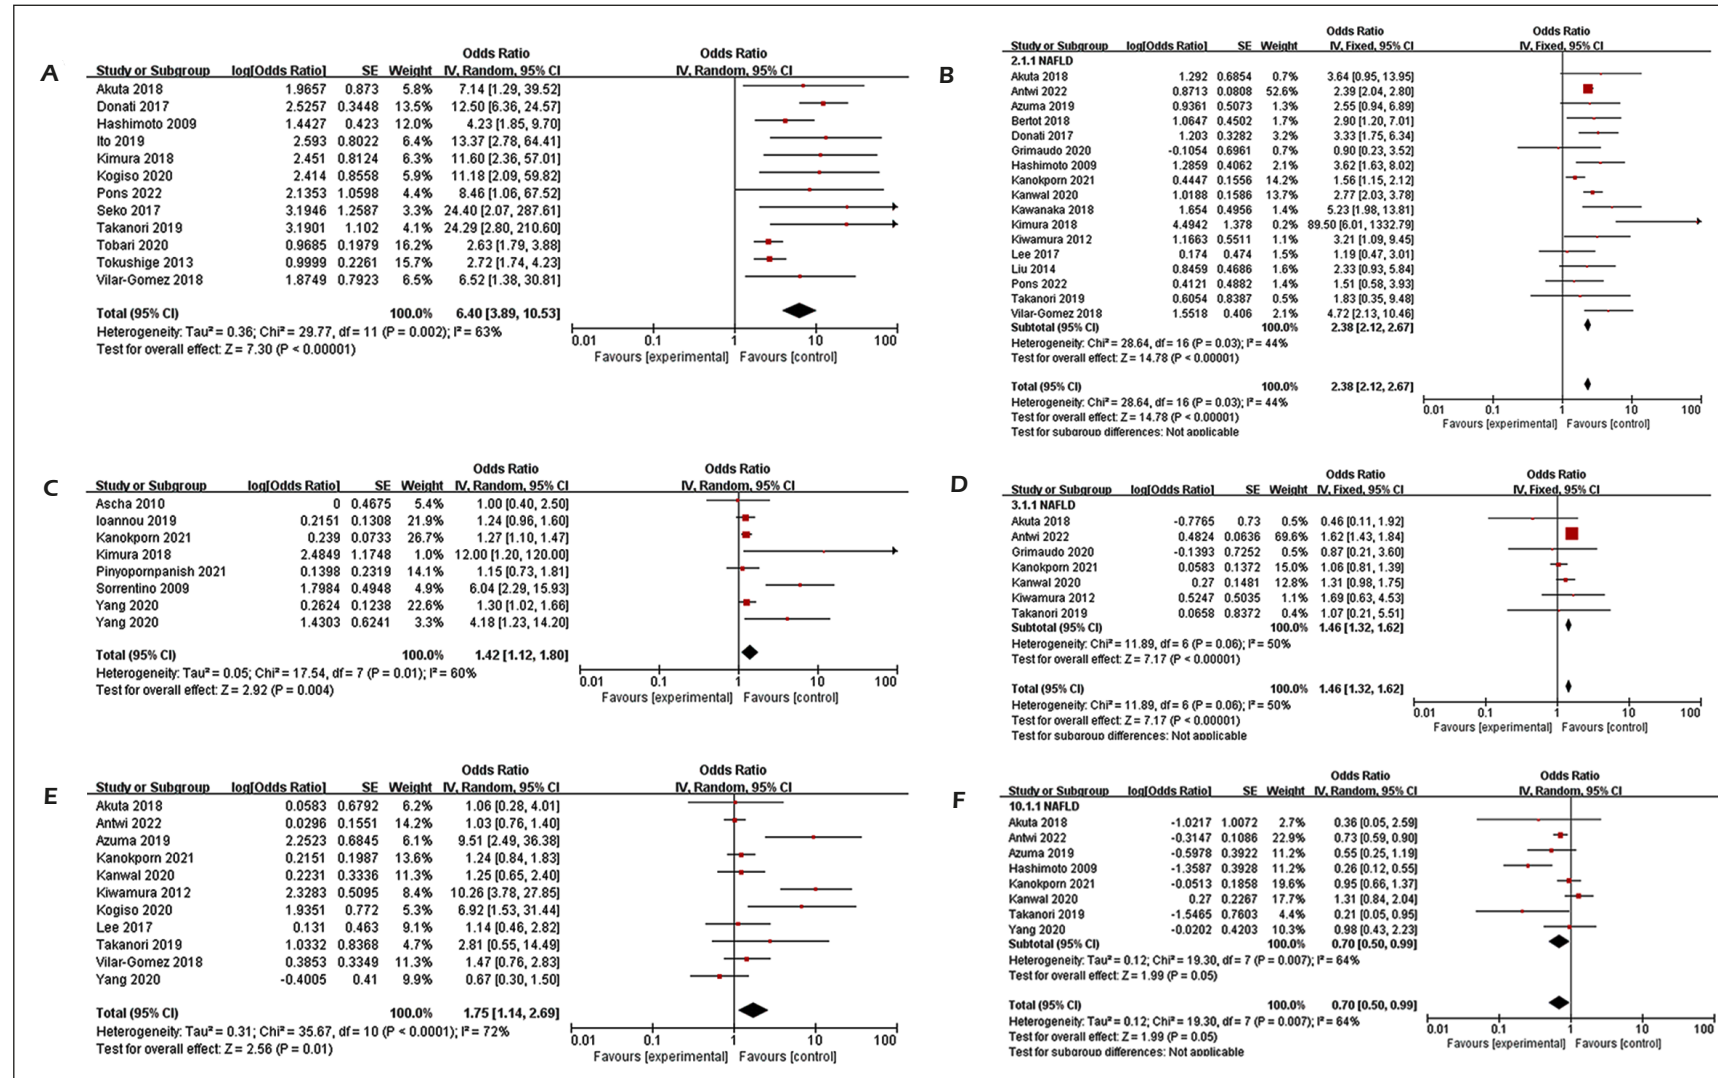 A
Odds Ratio Odds Ratio
Study or Subgroup log[Odds Ratio] SE Weight IV, Random, 95% CI IV, Random, 95% CI
Akuta 2018 1.9657 0.873 5.8% 7.14 [1.29, 39.52]
Donati 2017 2.5257 0.3448 13.5% 12.50 [6.36, 24.57]
Hashimoto 2009 1.4427 0.423 12.0% 4.23 [1.85, 9.70]
Ito 2019 2.593 0.8022 6.4% 13.37 [2.78, 64.41]
Kimura 2018 2.451 0.8124 6.3% 11.60 [2.36, 57.01]
Kogiso 2020 2.414 0.8558 5.9% 11.18 [2.09, 59.82]
Pons 2022 2.1353 1.0598 4.4% 8.46 [1.06, 67.52]
Seko 2017 3.1946 1.2587 3.3% 24.40 [2.07, 287.61]
Takanori 2019 3.1901 1.102 4.1% 24.29 [2.80, 210.60]
Tobari 2020 0.9685 0.1979 16.2% 2.63 [1.79, 3.88]
Tokushige 2013 0.9999 0.2261 15.7% 2.72 [1.74, 4.23]
Vilar-Gomez 2018 1.8749 0.7923 6.5% 6.52 [1.38, 30.81]
Total (95% CI) 100.0% 6.40 [3.89, 10.53]
Heterogeneity: Tau² = 0.36; Chi² = 29.77, df = 11 (P = 0.002); I² = 63%
Test for overall effect: Z = 7.30 (P < 0.00001)
0.01 0.1 1 10 100
Favours [experimental] Favours [control]
B
Odds Ratio Odds Ratio
Study or Subgroup log[Odds Ratio] SE Weight IV, Fixed, 95% CI IV, Fixed, 95% CI
2.1.1 NAFLD
Akuta 2018 1.292 0.6854 0.7% 3.64 [0.95, 13.95]
Antwi 2022 0.8713 0.0808 52.6% 2.39 [2.04, 2.80]
Azuma 2019 0.9361 0.5073 1.3% 2.55 [0.94, 6.89]
Bertot 2018 1.0647 0.4502 1.7% 2.90 [1.20, 7.01]
Donati 2017 1.203 0.3282 3.2% 3.33 [1.75, 6.34]
Grimaudo 2020 -0.1054 0.6961 0.7% 0.90 [0.23, 3.52]
Hashimoto 2009 1.2859 0.4062 2.1% 3.62 [1.63, 8.02]
Kanokporn 2021 0.4447 0.1556 14.2% 1.56 [1.15, 2.12]
Kanwal 2020 1.0188 0.1586 13.7% 2.77 [2.03, 3.78]
Kawanaka 2018 1.654 0.4956 1.4% 5.23 [1.98, 13.81]
Kimura 2018 4.4942 1.378 0.2% 89.50 [6.01, 1332.79]
Kiwamura 2012 1.1663 0.5511 1.1% 3.21 [1.09, 9.45]
Lee 2017 0.174 0.474 1.5% 1.19 [0.47, 3.01]
Liu 2014 0.8459 0.4686 1.6% 2.33 [0.93, 5.84]
Pons 2022 0.4121 0.4882 1.4% 1.51 [0.58, 3.93]
Takanori 2019 0.6054 0.8387 0.5% 1.83 [0.35, 9.48]
Vilar-Gomez 2018 1.5518 0.406 2.1% 4.72 [2.13, 10.46]
Subtotal (95% CI) 100.0% 2.38 [2.12, 2.67]
Heterogeneity: Chi² = 28.64, df = 16 (P = 0.03); I² = 44%
Test for overall effect: Z = 14.78 (P < 0.00001)
Total (95% CI) 100.0% 2.38 [2.12, 2.67]
Heterogeneity: Chi² = 28.64, df = 16 (P = 0.03); I² = 44%
Test for overall effect: Z = 14.78 (P < 0.00001)
Test for subgroup differences: Not applicable
0.01 0.1 1 10 100
Favours [experimental] Favours [control]
C
Odds Ratio Odds Ratio
Study or Subgroup log[Odds Ratio] SE Weight IV, Random, 95% CI IV, Random, 95% CI
Ascha 2010 0 0.4675 5.4% 1.00 [0.40, 2.50]
Ioannou 2019 0.2151 0.1308 21.9% 1.24 [0.96, 1.60]
Kanokporn 2021 0.239 0.0733 26.7% 1.27 [1.10, 1.47]
Kimura 2018 2.4849 1.1748 1.0% 12.00 [1.20, 120.00]
Pinyopornpanish 2021 0.1398 0.2319 14.1% 1.15 [0.73, 1.81]
Sorrentino 2009 1.7984 0.4948 4.9% 6.04 [2.29, 15.93]
Yang 2020 0.2624 0.1238 22.6% 1.30 [1.02, 1.66]
Yang 2020 1.4303 0.6241 3.3% 4.18 [1.23, 14.20]
Total (95% CI) 100.0% 1.42 [1.12, 1.80]
Heterogeneity: Tau² = 0.05; Chi² = 17.54, df = 7 (P = 0.01); I² = 60%
Test for overall effect: Z = 2.92 (P = 0.004)
0.01 0.1 1 10 100
Favours [experimental] Favours [control]
D
Odds Ratio Odds Ratio
Study or Subgroup log[Odds Ratio] SE Weight IV, Fixed, 95% CI IV, Fixed, 95% CI
3.1.1 NAFLD
Akuta 2018 -0.7765 0.73 0.5% 0.46 [0.11, 1.92]
Antwi 2022 0.4824 0.0636 69.6% 1.62 [1.43, 1.84]
Grimaudo 2020 -0.1393 0.7252 0.5% 0.87 [0.21, 3.60]
Kanokporn 2021 0.0583 0.1372 15.0% 1.06 [0.81, 1.39]
Kanwal 2020 0.27 0.1481 12.8% 1.31 [0.98, 1.75]
Kiwamura 2012 0.5247 0.5035 1.1% 1.69 [0.63, 4.53]
Takanori 2019 0.0658 0.8372 0.4% 1.07 [0.21, 5.51]
Subtotal (95% CI) 100.0% 1.46 [1.32, 1.62]
Heterogeneity: Chi² = 11.89, df = 6 (P = 0.06); I² = 50%
Test for overall effect: Z = 7.17 (P < 0.00001)
Total (95% CI) 100.0% 1.46 [1.32, 1.62]
Heterogeneity: Chi² = 11.89, df = 6 (P = 0.06); I² = 50%
Test for overall effect: Z = 7.17 (P < 0.00001)
Test for subgroup differences: Not applicable
0.01 0.1 1 10 100
Favours [experimental] Favours [control]
E
Odds Ratio Odds Ratio
Study or Subgroup log[Odds Ratio] SE Weight IV, Random, 95% CI IV, Random, 95% CI
Akuta 2018 0.0583 0.6792 6.2% 1.06 [0.28, 4.01]
Antwi 2022 0.0296 0.1551 14.2% 1.03 [0.76, 1.40]
Azuma 2019 2.2523 0.6845 6.1% 9.51 [2.49, 36.38]
Kanokporn 2021 0.2151 0.1987 13.6% 1.24 [0.84, 1.83]
Kanwal 2020 0.2231 0.3336 11.3% 1.25 [0.65, 2.40]
Kiwamura 2012 2.3283 0.5095 8.4% 10.26 [3.78, 27.85]
Kogiso 2020 1.9351 0.772 5.3% 6.92 [1.53, 31.44]
Lee 2017 0.131 0.463 9.1% 1.14 [0.46, 2.82]
Takanori 2019 1.0332 0.8368 4.7% 2.81 [0.55, 14.49]
Vilar-Gomez 2018 0.3853 0.3349 11.3% 1.47 [0.76, 2.83]
Yang 2020 -0.4005 0.41 9.9% 0.67 [0.30, 1.50]
Total (95% CI) 100.0% 1.75 [1.14, 2.69]
Heterogeneity: Tau² = 0.31; Chi² = 35.67, df = 10 (P < 0.0001); I² = 72%
Test for overall effect: Z = 2.56 (P = 0.01)
0.01 0.1 1 10 100
Favours [experimental] Favours [control]
F
Odds Ratio Odds Ratio
Study or Subgroup log[Odds Ratio] SE Weight IV, Random, 95% CI IV, Random, 95% CI
10.1.1 NAFLD
Akuta 2018 -1.0217 1.0072 2.7% 0.36 [0.05, 2.59]
Antwi 2022 -0.3147 0.1086 22.9% 0.73 [0.59, 0.90]
Azuma 2019 -0.5978 0.3922 11.2% 0.55 [0.25, 1.19]
Hashimoto 2009 -1.3587 0.3928 11.2% 0.26 [0.12, 0.55]
Kanokporn 2021 -0.0513 0.1858 19.6% 0.95 [0.66, 1.37]
Kanwal 2020 0.27 0.2267 17.7% 1.31 [0.84, 2.04]
Takanori 2019 -1.5465 0.7603 4.4% 0.21 [0.05, 0.95]
Yang 2020 -0.0202 0.4203 10.3% 0.98 [0.43, 2.23]
Subtotal (95% CI) 100.0% 0.70 [0.50, 0.99]
Heterogeneity: Tau² = 0.12; Chi² = 19.30, df = 7 (P = 0.007); I² = 64%
Test for overall effect: Z = 1.99 (P = 0.05)
Total (95% CI) 100.0% 0.70 [0.50, 0.99]
Heterogeneity: Tau² = 0.12; Chi² = 19.30, df = 7 (P = 0.007); I² = 64%
Test for overall effect: Z = 1.99 (P = 0.05)
Test for subgroup differences: Not applicable
0.01 0.1 1 10 100
Favours [experimental] Favours [control]